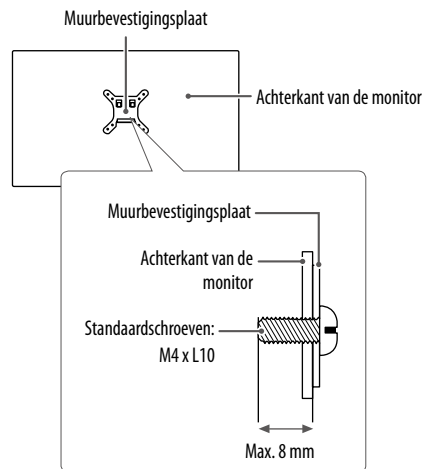 Muurbevestigingsplaat
Achterkant van de monitor
Muurbevestigingsplaat
Achterkant van de
monitor
Standaardschroeven:
M4 x L10
Max. 8 mm